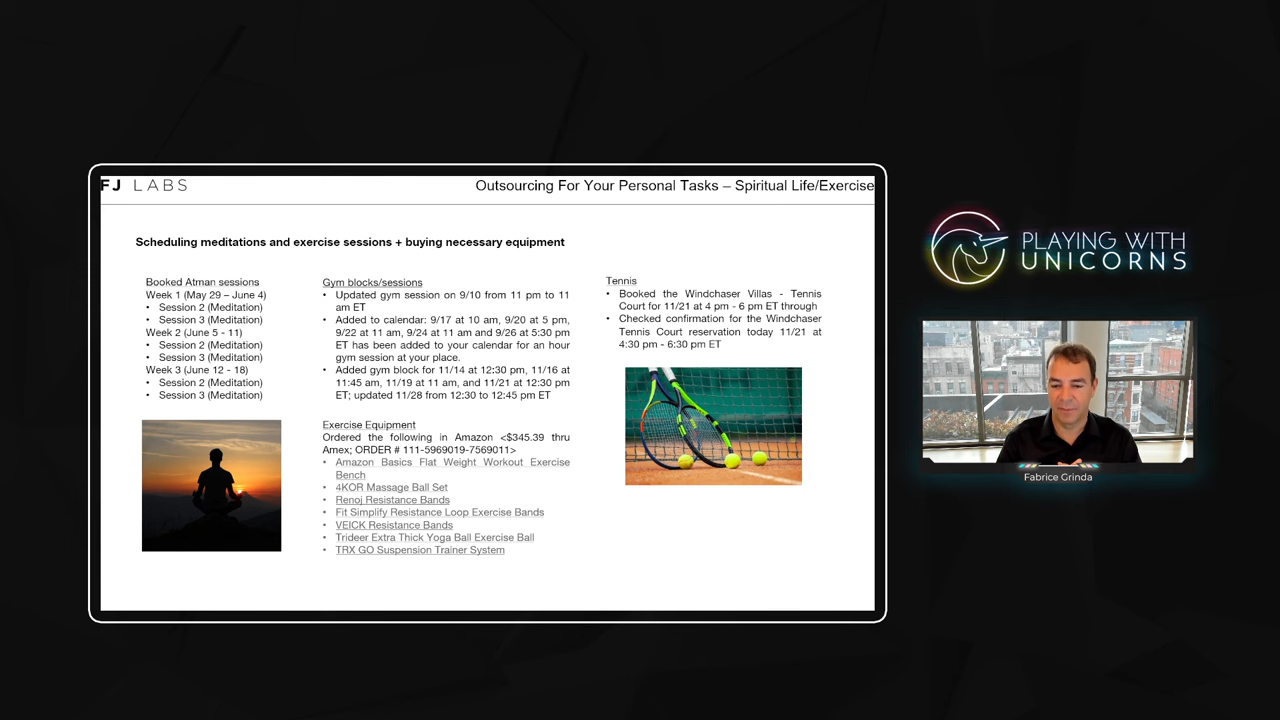 FJ LABS
Outsourcing For Your Personal Tasks – Spiritual Life/Exercise
Scheduling meditations and exercise sessions + buying necessary equipment
Booked Atman sessions
Week 1 (May 29 – June 4)
• Session 2 (Meditation)
• Session 3 (Meditation)
Week 2 (June 5 - 11)
• Session 2 (Meditation)
• Session 3 (Meditation)
Week 3 (June 12 - 18)
• Session 2 (Meditation)
• Session 3 (Meditation)
Gym blocks/sessions
• Updated gym session on 9/10 from 11 pm to 11
am ET
• Added to calendar: 9/17 at 10 am, 9/20 at 5 pm,
9/22 at 11 am, 9/24 at 11 am and 9/26 at 5:30 pm
ET has been added to your calendar for an hour
gym session at your place.
• Added gym block for 11/14 at 12:30 pm, 11/16 at
11:45 am, 11/19 at 11 am, and 11/21 at 12:30 pm
ET; updated 11/28 from 12:30 to 12:45 pm ET
Exercise Equipment
Ordered the following in Amazon <$345.39 thru
Amex; ORDER # 111-5969019-7569011>
• Amazon Basics Flat Weight Workout Exercise
Bench
• 4KOR Massage Ball Set
• Renoj Resistance Bands
• Fit Simplify Resistance Loop Exercise Bands
• VEICK Resistance Bands
• Trideer Extra Thick Yoga Ball Exercise Ball
• TRX GO Suspension Trainer System
Tennis
• Booked the Windchaser Villas - Tennis
Court for 11/21 at 4 pm - 6 pm ET through
• Checked confirmation for the Windchaser
Tennis Court reservation today 11/21 at
4:30 pm - 6:30 pm ET
PLAYING WITH
UNICORNS
Fabrice Grinda